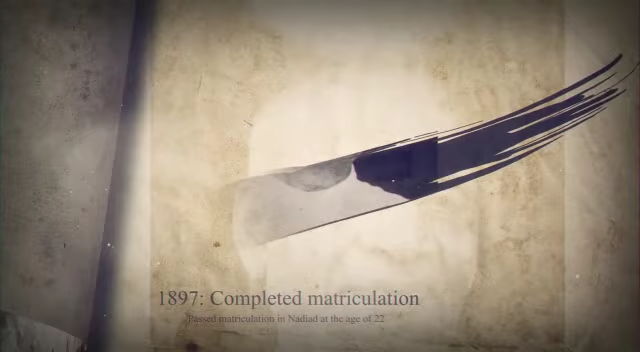 1897: Completed matriculation
Passed matriculation in Nadiad at the age of 22